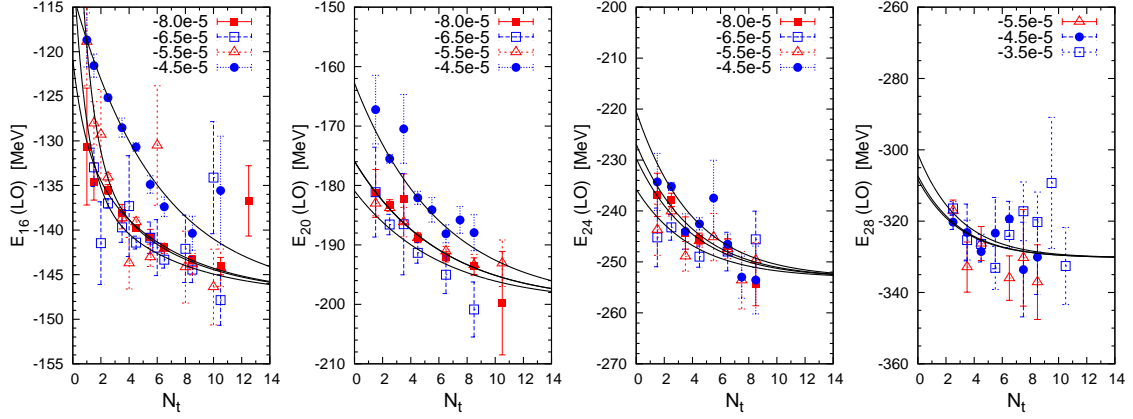 -8.0e-5
-6.5e-5
-5.5e-5
-4.5e-5
-115
-120
-125
-130
-135
-140
-145
-150
-155
E16 (LO) [MeV]
0 2 4 6 8 10 12 14
Nt
-8.0e-5
-6.5e-5
-5.5e-5
-4.5e-5
-150
-160
-170
-180
-190
-200
-210
E20 (LO) [MeV]
0 2 4 6 8 10 12 14
Nt
-8.0e-5
-6.5e-5
-5.5e-5
-4.5e-5
-200
-210
-220
-230
-240
-250
-260
-270
E24 (LO) [MeV]
0 2 4 6 8 10 12 14
Nt
-5.5e-5
-4.5e-5
-3.5e-5
-260
-280
-300
-320
-340
-360
E28 (LO) [MeV]
0 2 4 6 8 10 12 14
Nt